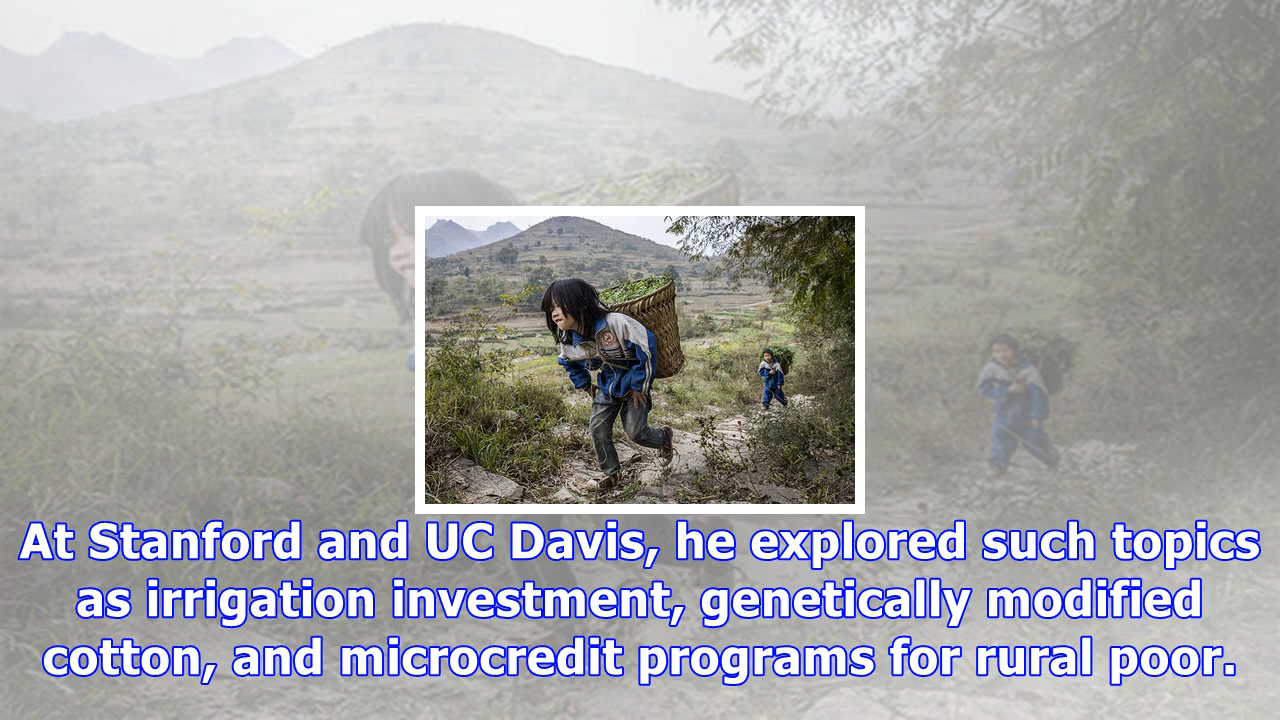 At Stanford and UC Davis, he explored such topics
as irrigation investment, genetically modified
cotton, and microcredit programs for rural poor.